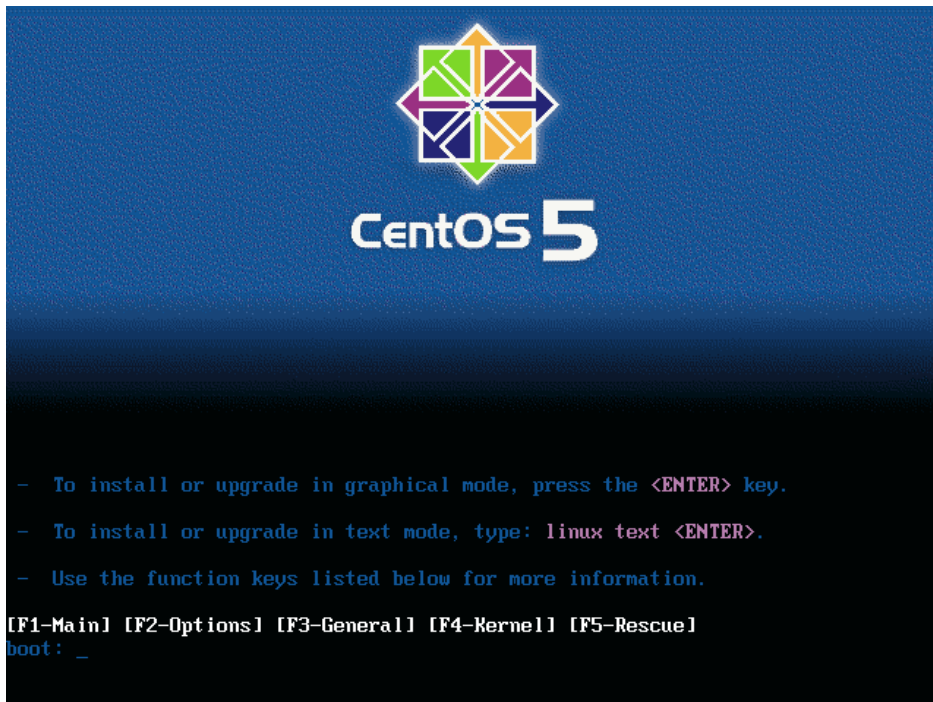 CentOS 5
- To install or upgrade in graphical mode, press the <ENTER> key.
- To install or upgrade in text mode, type: linux text <ENTER>.
- Use the function keys listed below for more information.
[F1-Main] [F2-Options] [F3-General] [F4-Kernel] [F5-Rescue]
boot: _